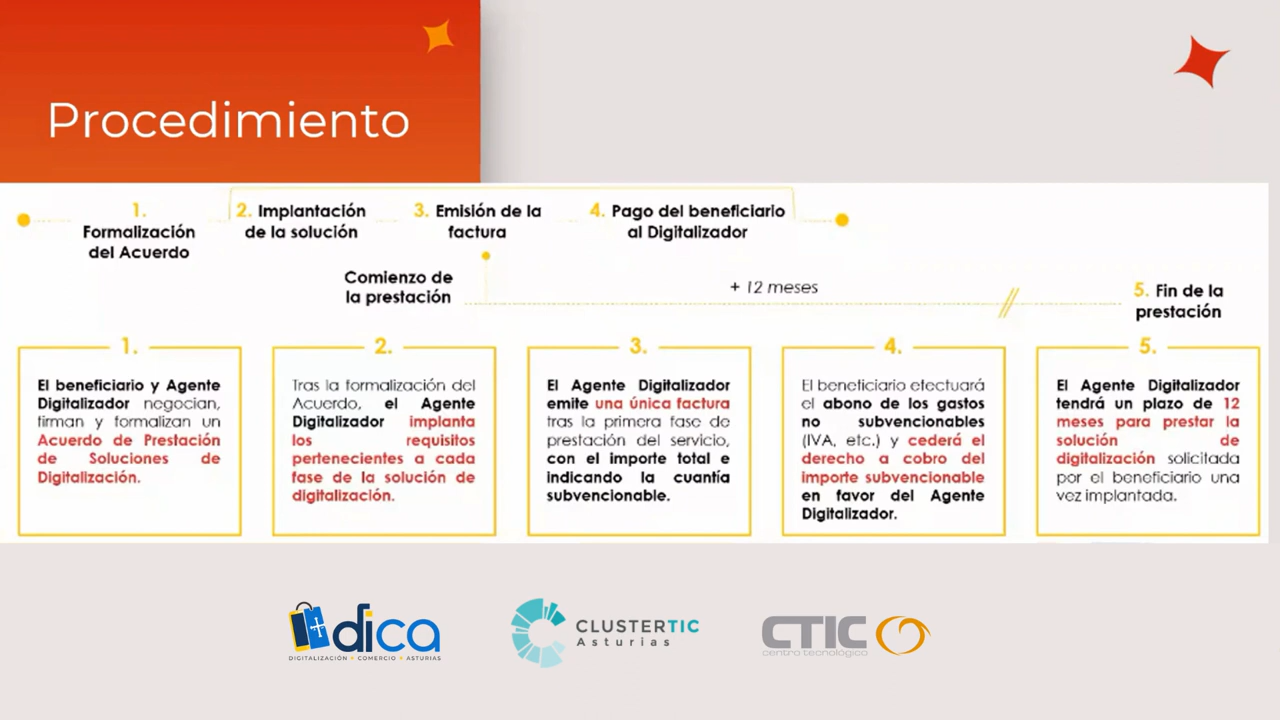 Procedimiento
1.
Formalización
del Acuerdo
2. Implantación
de la solución
3. Emisión de la
factura
4. Pago del beneficiario
al Digitalizador
Comienzo de
la prestación
+ 12 meses
5. Fin de la
prestación
1.
El beneficiario y Agente
Digitalizador negocian,
firman y formalizan un
Acuerdo de Prestación
de Soluciones de
Digitalización.
2.
Tras la formalización del
Acuerdo, el Agente
Digitalizador implanta
los requisitos
pertenecientes a cada
fase de la solución de
digitalización.
3.
El Agente Digitalizador
emite una única factura
tras la primera fase de
prestación del servicio,
con el importe total e
indicando la cuantía
subvencionable.
4.
El beneficiario efectuará
el abono de los gastos
no subvencionables
(IVA, etc.) y cederá el
derecho a cobro del
importe subvencionable
en favor del Agente
Digitalizador.
5.
El Agente Digitalizador
tendrá un plazo de 12
meses para prestar la
solución de
digitalización solicitada
por el beneficiario una
vez implantada.
dica
DIGITALIZACIÓN • COMERCIO • ASTURIAS
CLUSTERTIC
Asturias
CTIC
centro tecnológico